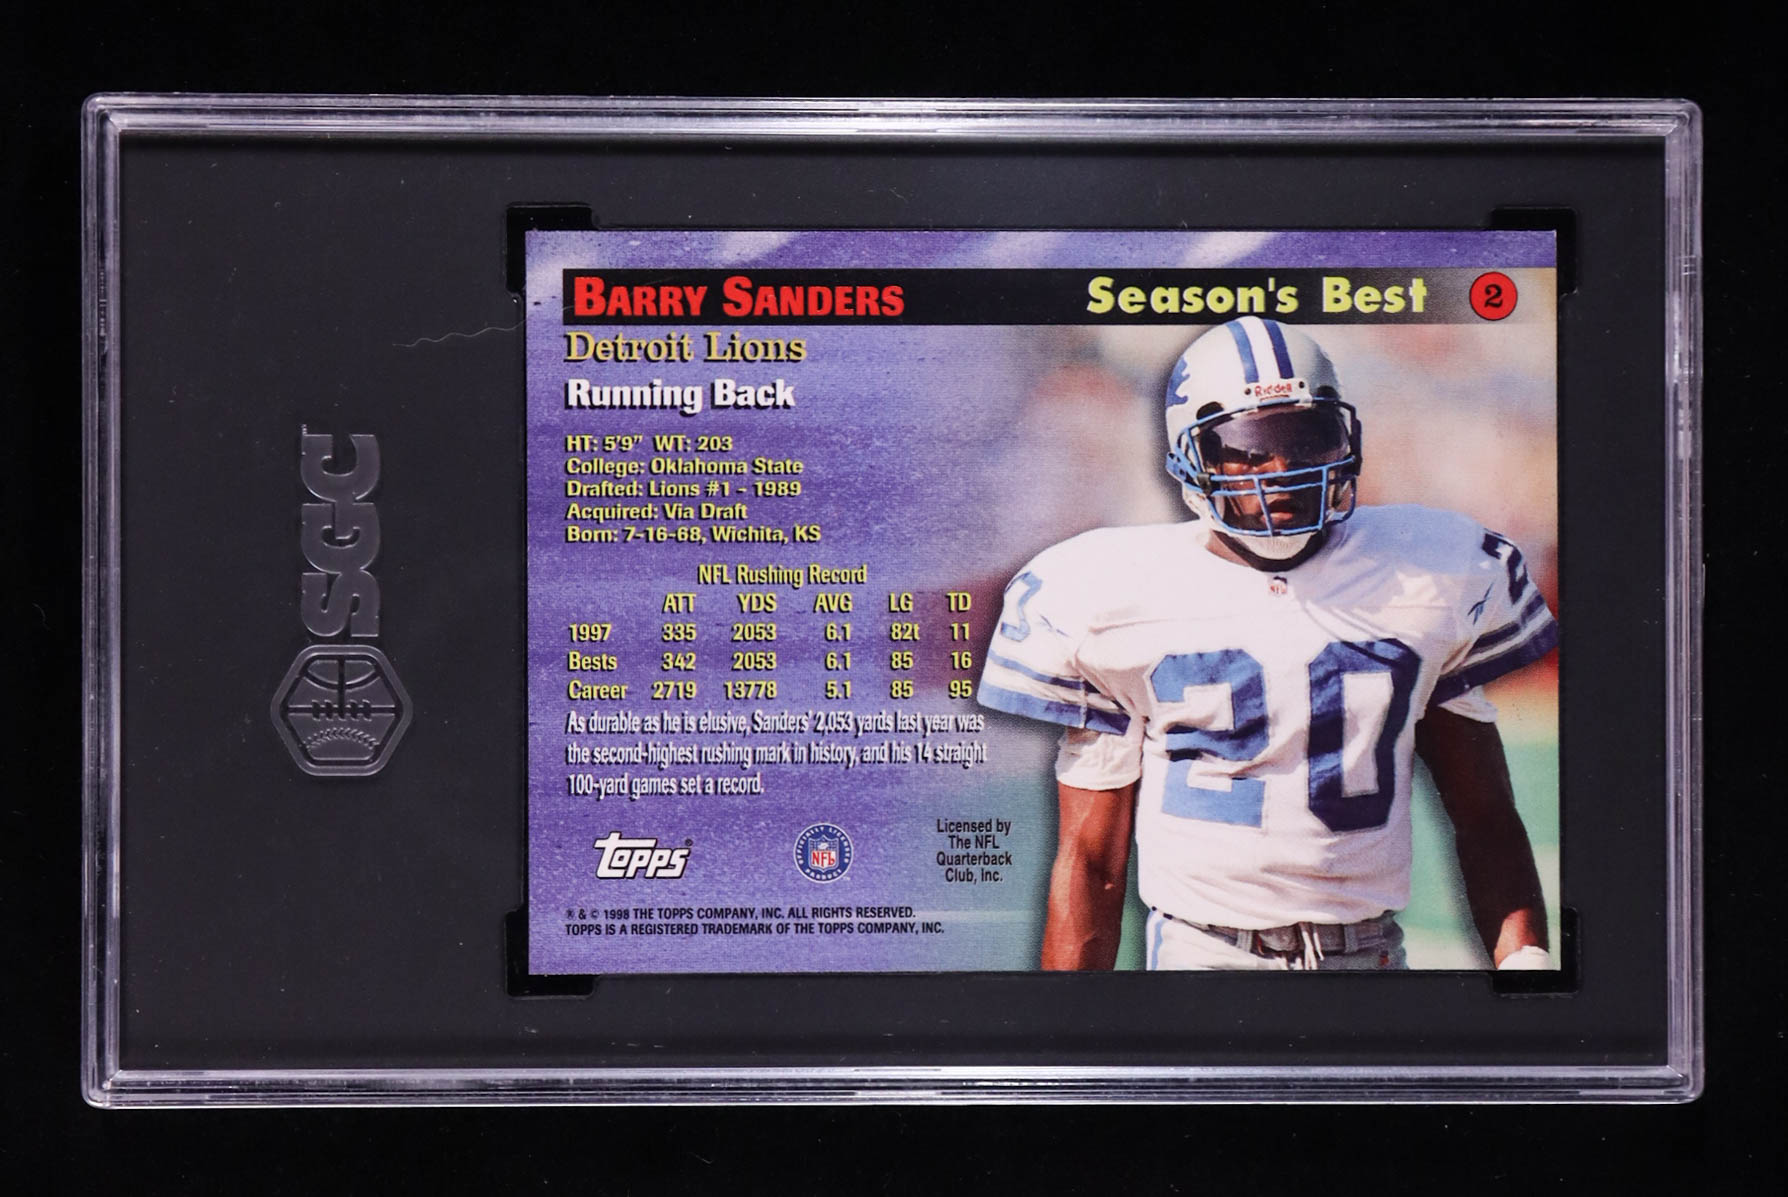 BARRY SANDERS Season's Best 2
Detroit Lions
Running Back
HT: 5'9" WT: 203
College: Oklahoma State
Drafted: Lions #1 - 1989
Acquired: Via Draft
Born: 7-16-68, Wichita, KS
NFL Rushing Record
ATT YDS AVG LG TD
1997 335 2053 6.1 82t 11
Bests 342 2053 6.1 85 16
Career 2719 13778 5.1 85 95
As durable as he is elusive, Sanders' 2,053 yards last year was
the second-highest rushing mark in history, and his 14 straight
100-yard games set a record.
topps®
OFFICIALLY LICENSED
NFL
PRODUCT
Licensed by
The NFL
Quarterback
Club, Inc.
® & © 1998 THE TOPPS COMPANY, INC. ALL RIGHTS RESERVED.
TOPPS IS A REGISTERED TRADEMARK OF THE TOPPS COMPANY, INC.
Riddell
NFL
20
20
SGC